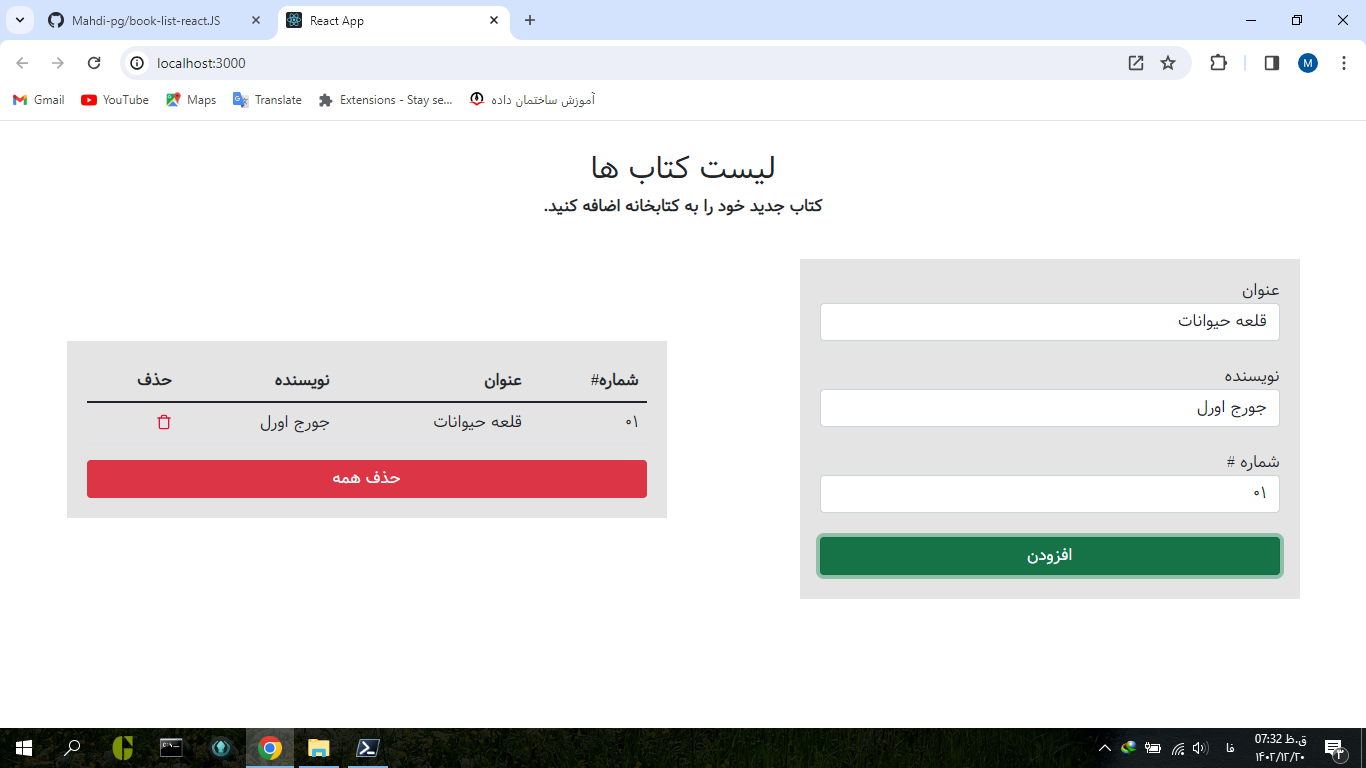 Mahdi-pg/book-list-react.JS
React App
localhost:3000
M
Gmail
YouTube
Maps
Translate
Extensions - Stay se...
آموزش ساختمان داده
لیست کتاب ها
کتاب جدید خود را به کتابخانه اضافه کنید.
عنوان
قلعه حیوانات
نویسنده
جورج اورل
شماره #
۰۱
افزودن
شماره# عنوان نویسنده حذف
۰۱ قلعه حیوانات جورج اورل
حذف همه
فا
07:32 ق.ظ
۱۴۰۲/۱۲/۲۰
۳